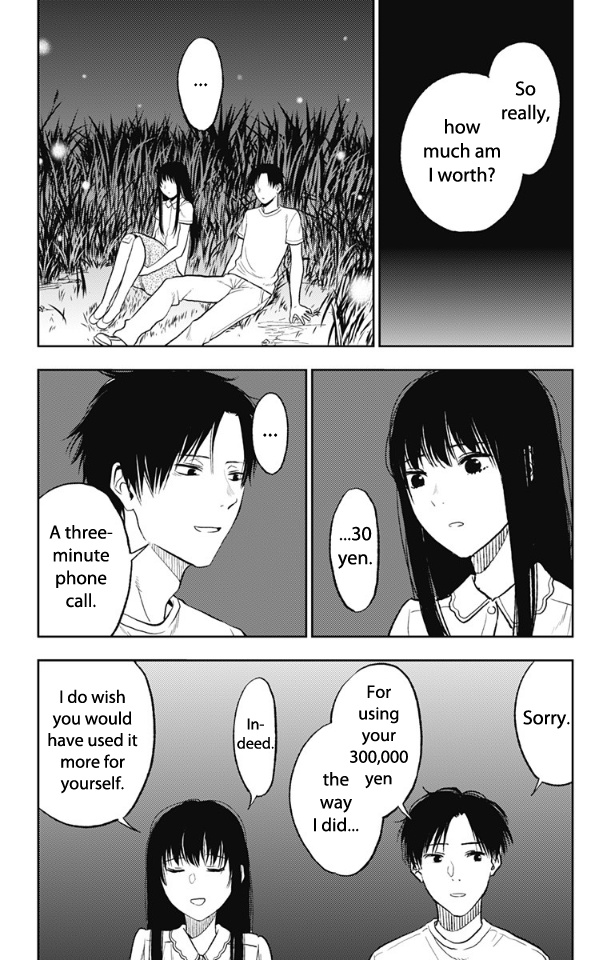 So
really,
how
much am
I worth?
...
...30
yen.
...
A three-
minute
phone
call.
Sorry.
For
using
your
300,000
yen
the
way
I did...
In-
deed.
I do wish
you would
have used it
more for
yourself.